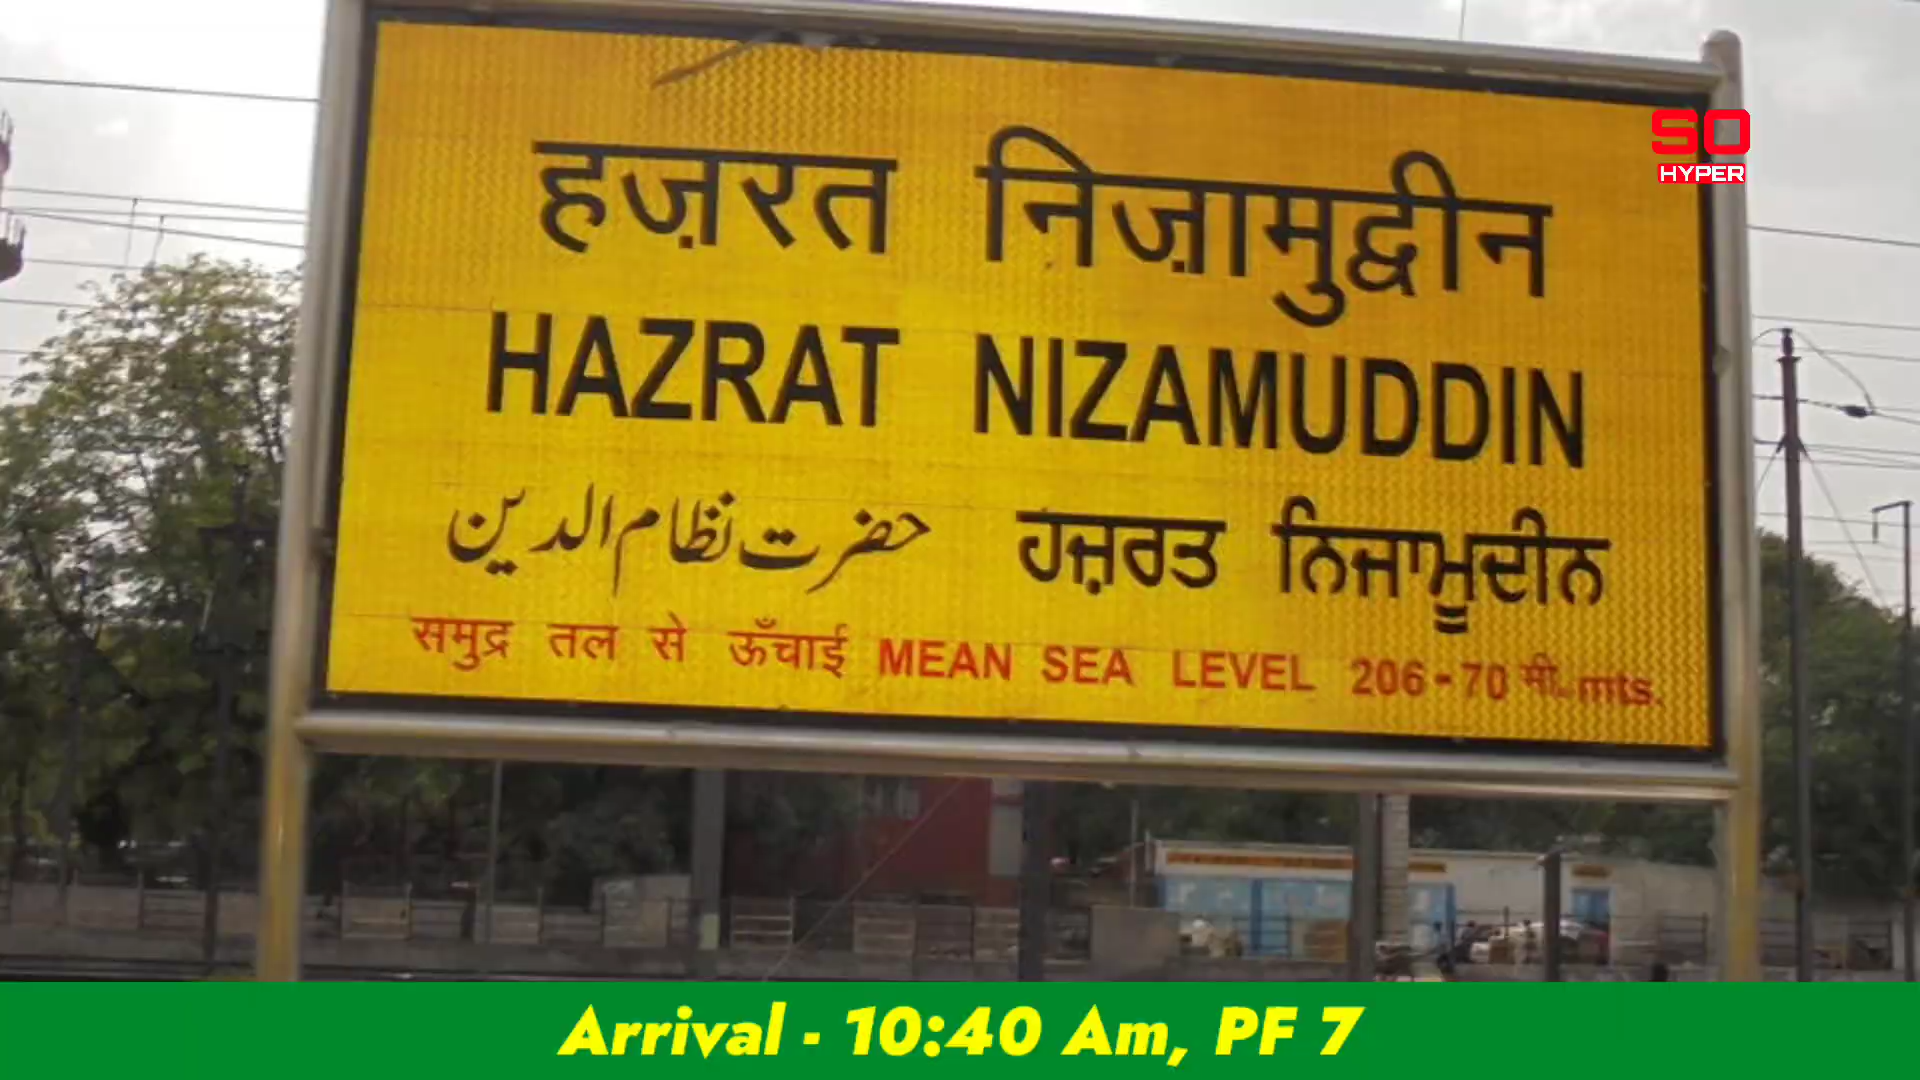 SO
HYPER
हज़रत निज़ामुद्वीन
HAZRAT NIZAMUDDIN
حضرت نظام الدین ਹਜ਼ਰਤ ਨਿਜਾਮੂਦੀਨ
समुद्र तल से ऊँचाई MEAN SEA LEVEL 206-70 मी. mts.
Arrival - 10:40 Am, PF 7